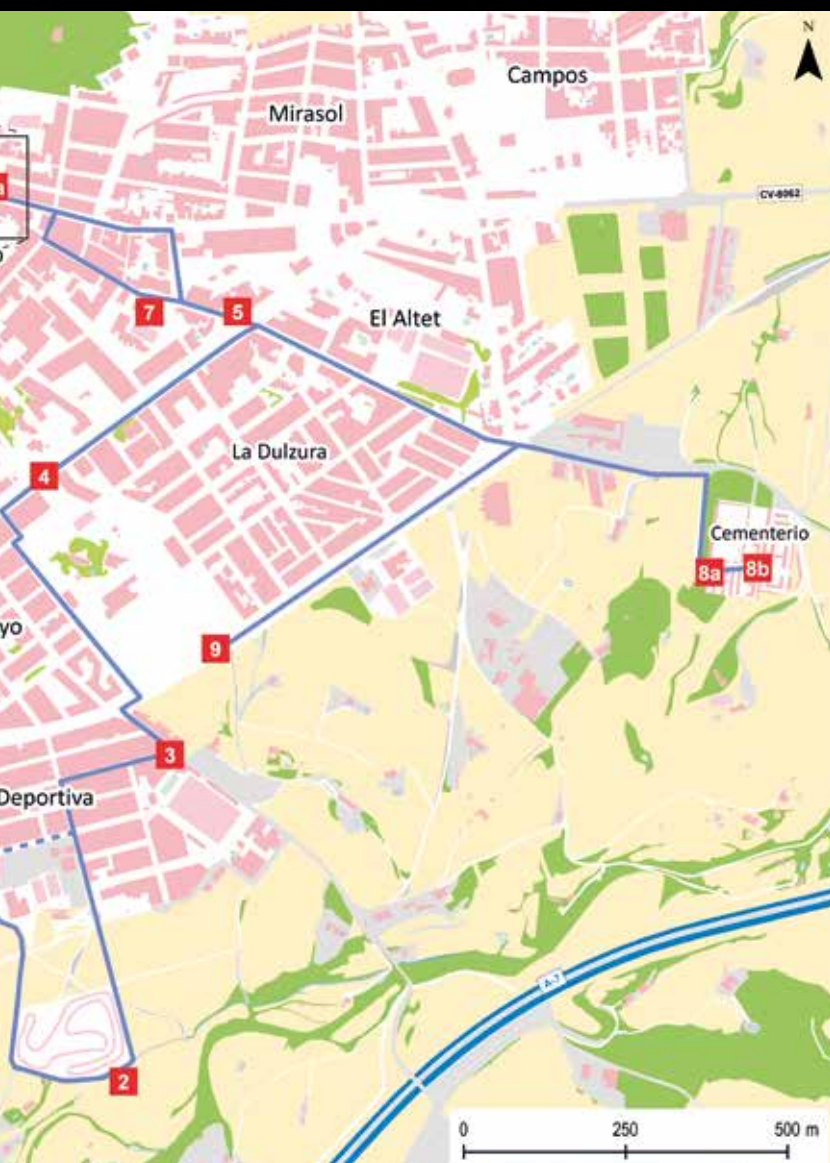 N
Campos
Mirasol
CV-8062
7
5
El Altet
La Dulzura
4
Cementerio
8a
8b
yo
9
3
Deportiva
A-7
2
0 250 500 m